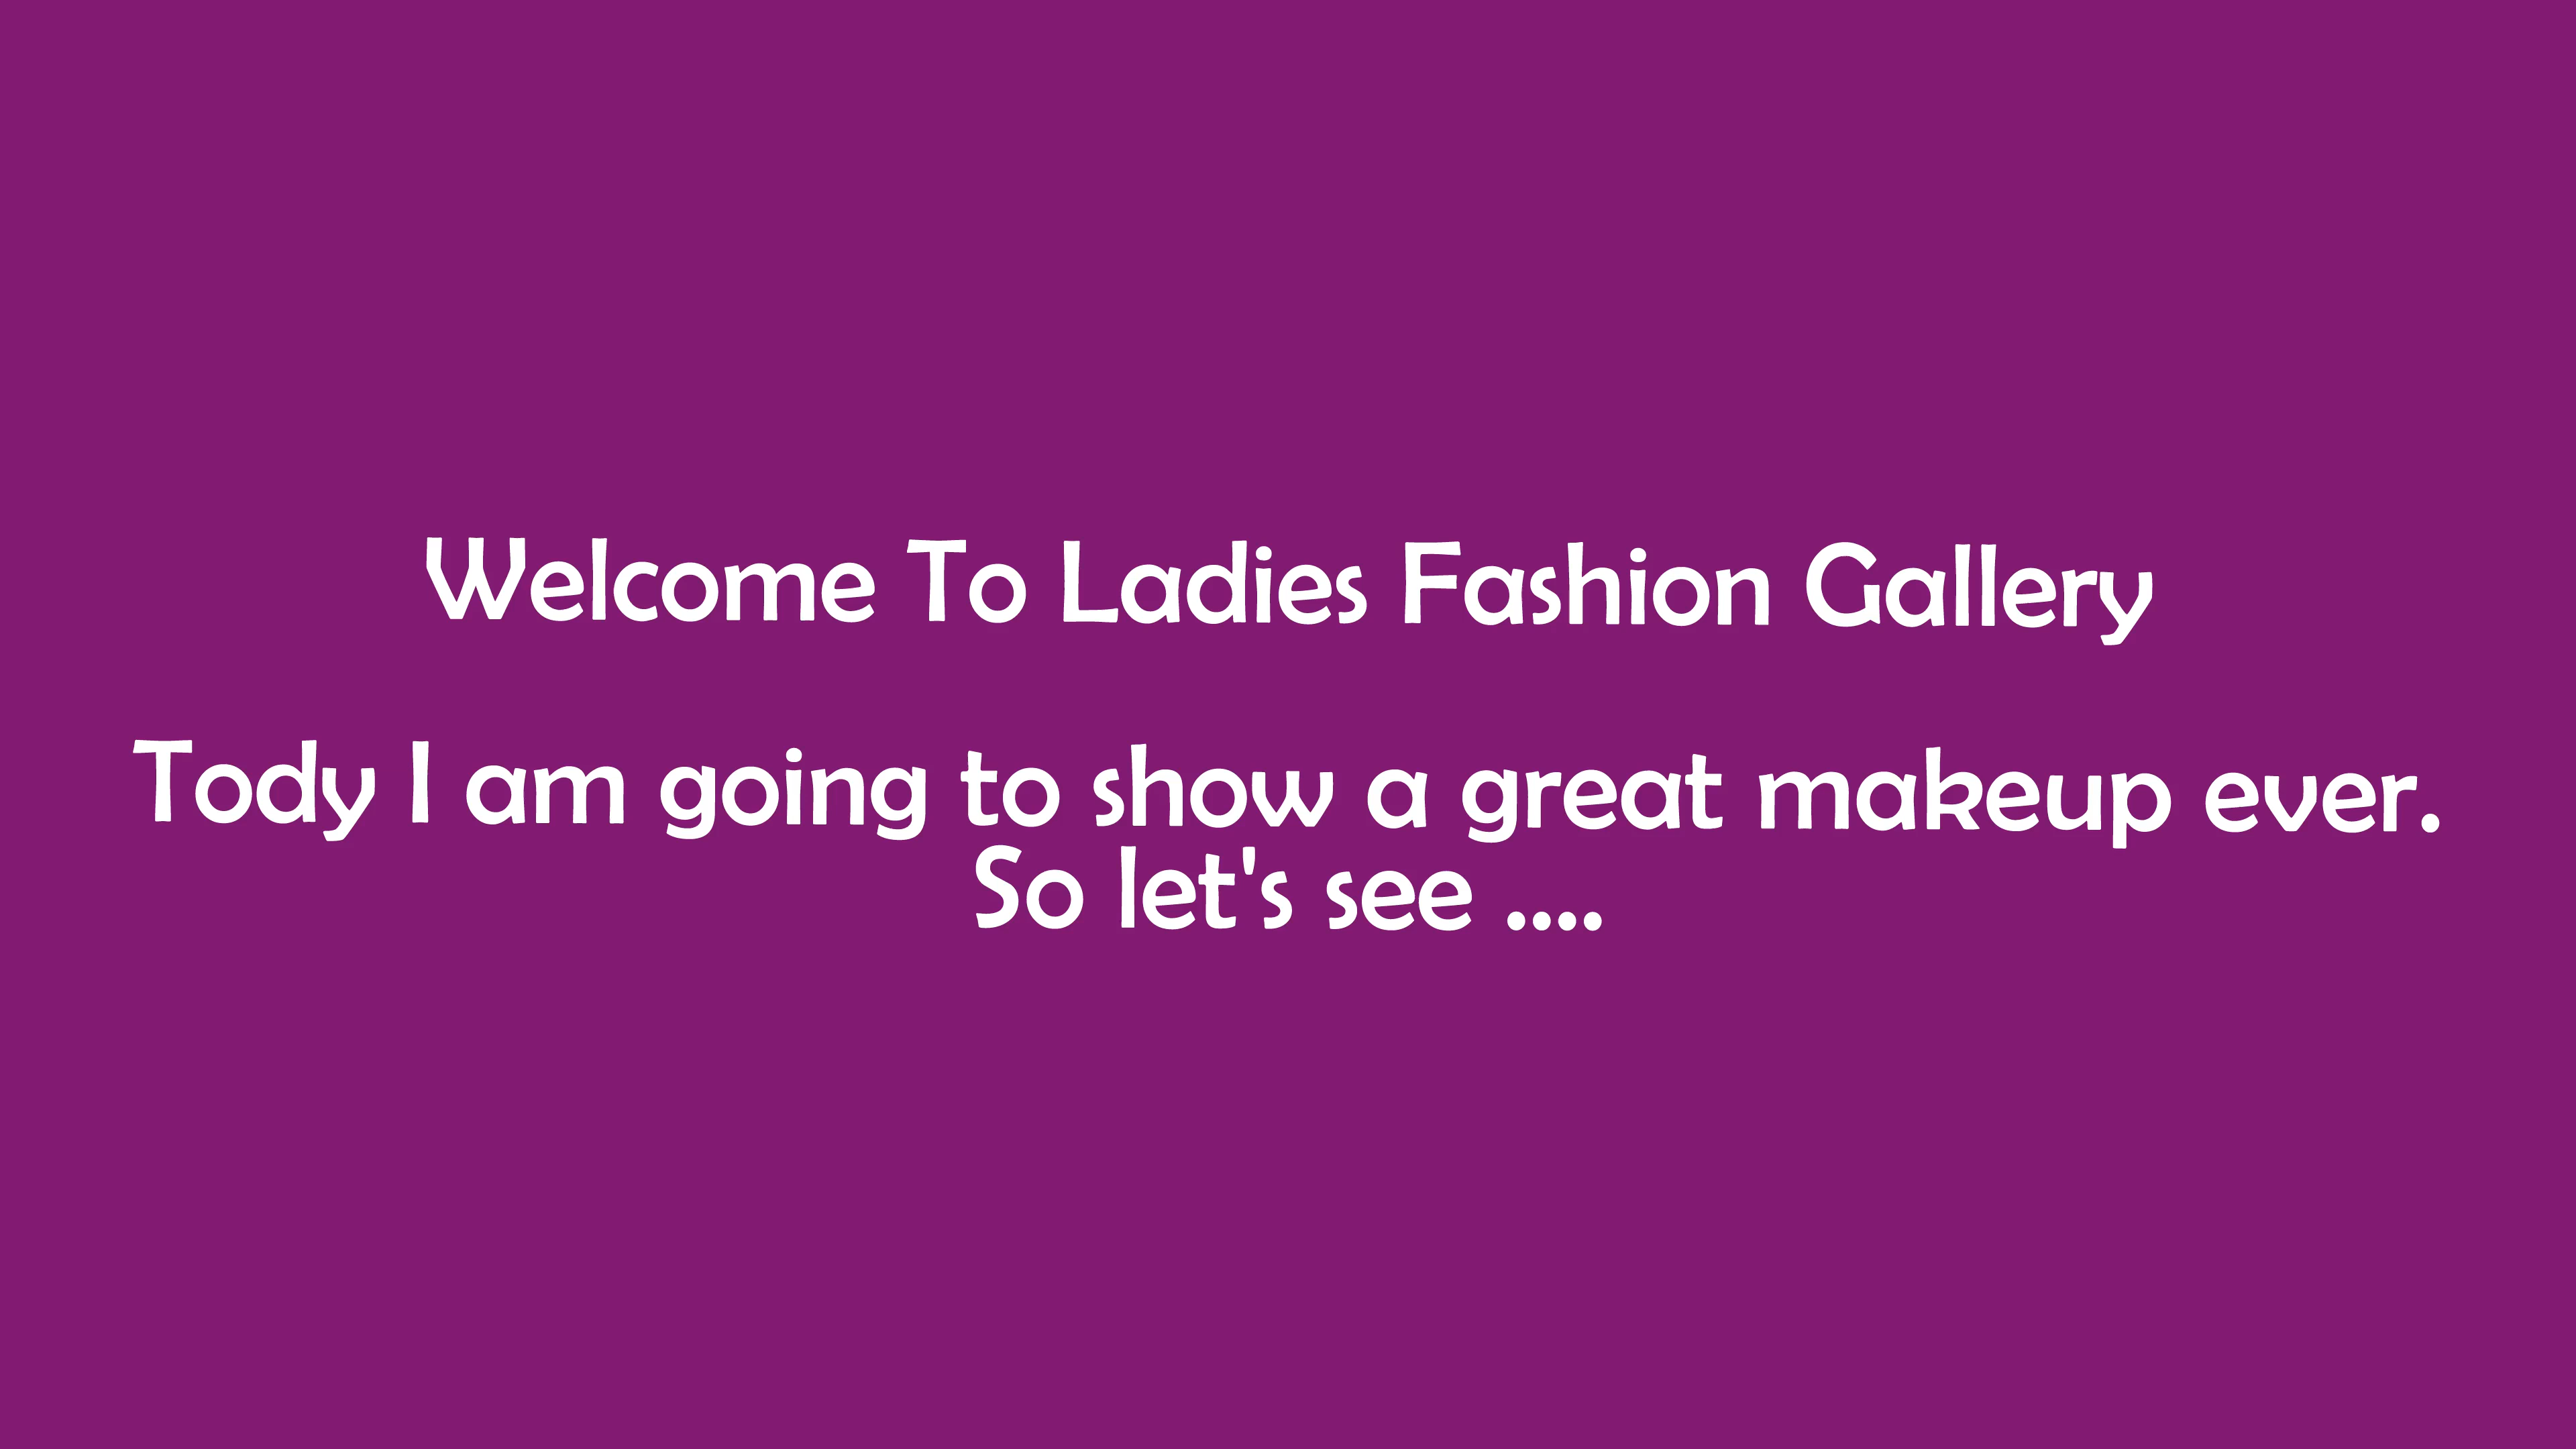 Welcome To Ladies Fashion Gallery
Tody I am going to show a great makeup ever.
So let's see ....